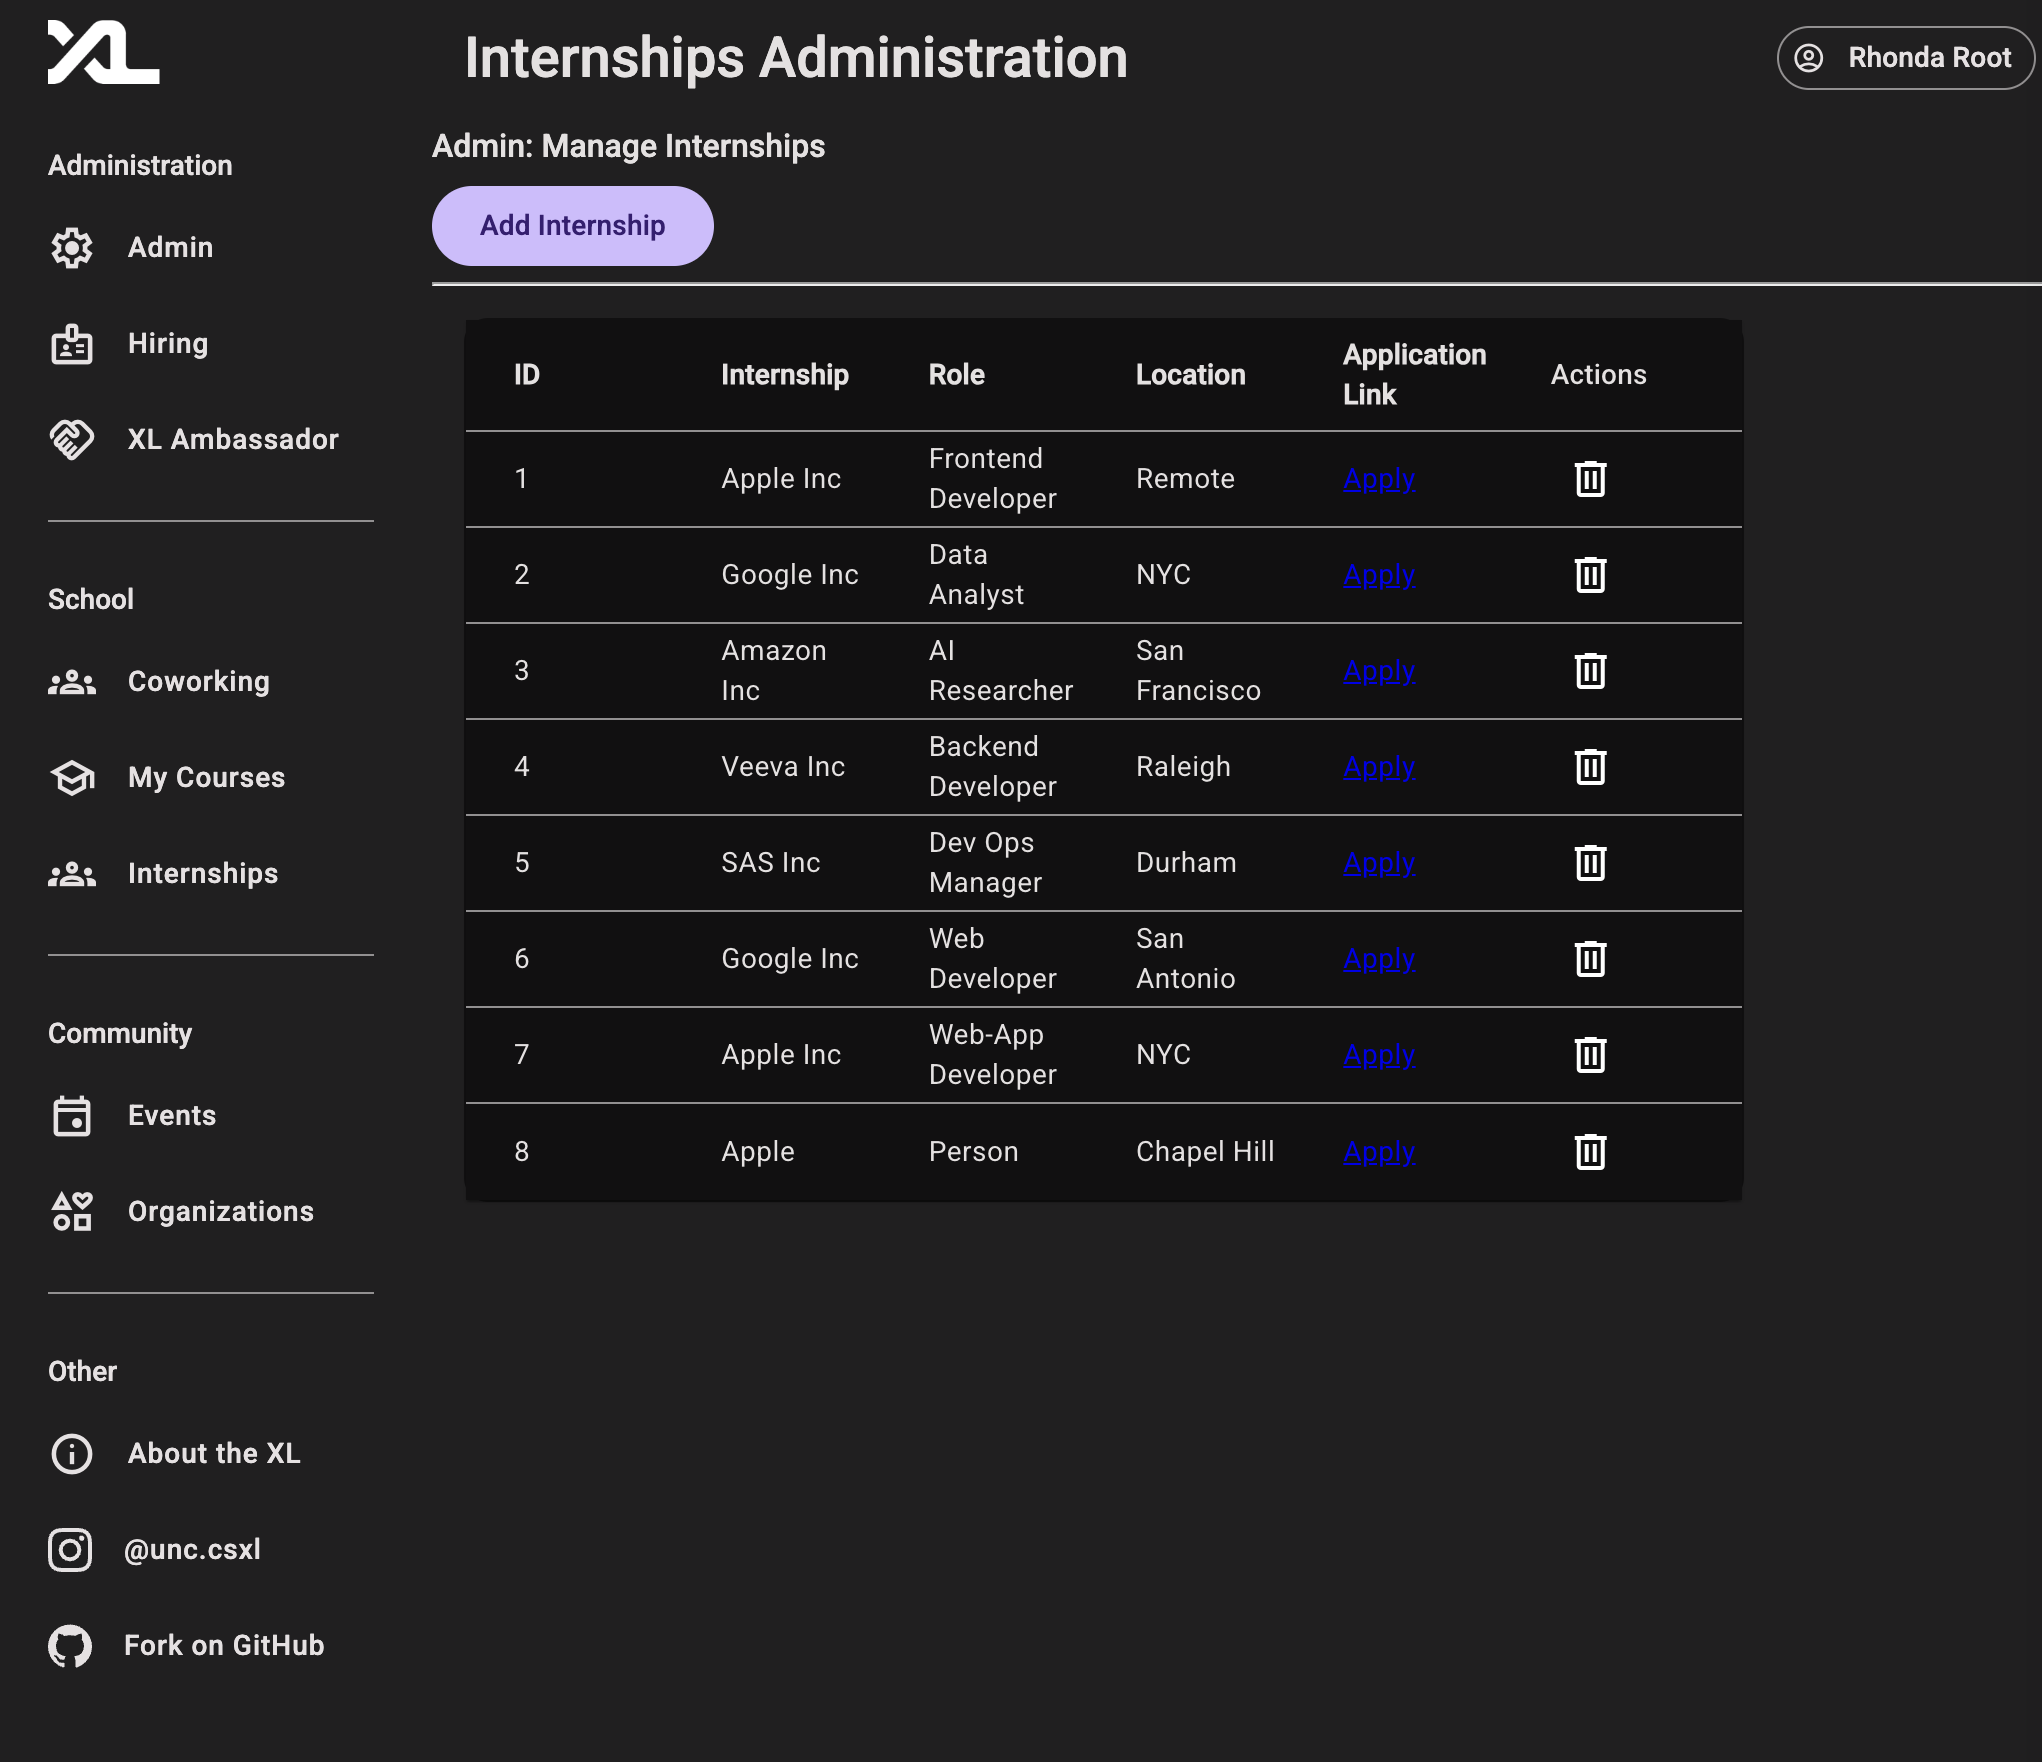 XL
Internships Administration
Rhonda Root
Administration
Admin
Hiring
XL Ambassador
School
Coworking
My Courses
Internships
Community
Events
Organizations
Other
About the XL
@unc.csxl
Fork on GitHub
Admin: Manage Internships
Add Internship
ID Internship Role Location Application Link Actions
1 Apple Inc Frontend Developer Remote Apply
2 Google Inc Data Analyst NYC Apply
3 Amazon Inc AI Researcher San Francisco Apply
4 Veeva Inc Backend Developer Raleigh Apply
5 SAS Inc Dev Ops Manager Durham Apply
6 Google Inc Web Developer San Antonio Apply
7 Apple Inc Web-App Developer NYC Apply
8 Apple Person Chapel Hill Apply